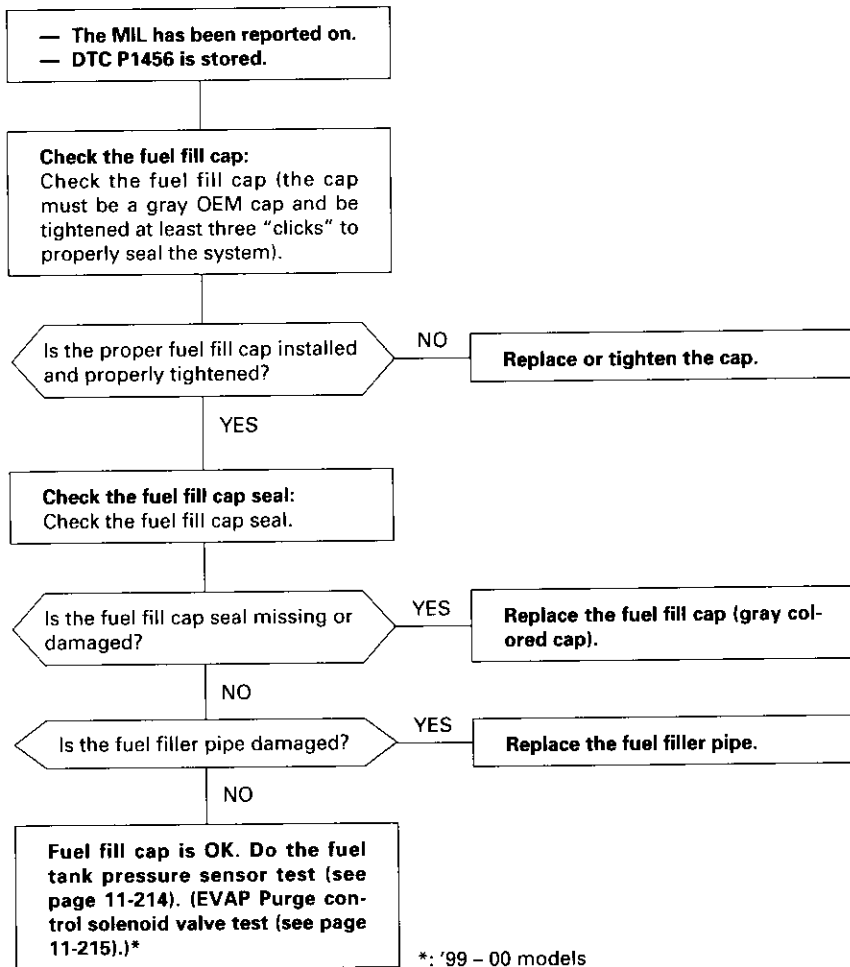 — The MIL has been reported on.
— DTC P1456 is stored.
Check the fuel fill cap:
Check the fuel fill cap (the cap
must be a gray OEM cap and be
tightened at least three "clicks" to
properly seal the system).
Is the proper fuel fill cap installed
and properly tightened?
NO
Replace or tighten the cap.
YES
Check the fuel fill cap seal:
Check the fuel fill cap seal.
Is the fuel fill cap seal missing or
damaged?
YES
Replace the fuel fill cap (gray col-
ored cap).
NO
Is the fuel filler pipe damaged?
YES
Replace the fuel filler pipe.
NO
Fuel fill cap is OK. Do the fuel
tank pressure sensor test (see
page 11-214). (EVAP Purge con-
trol solenoid valve test (see page
11-215).)*
*: '99 – 00 models